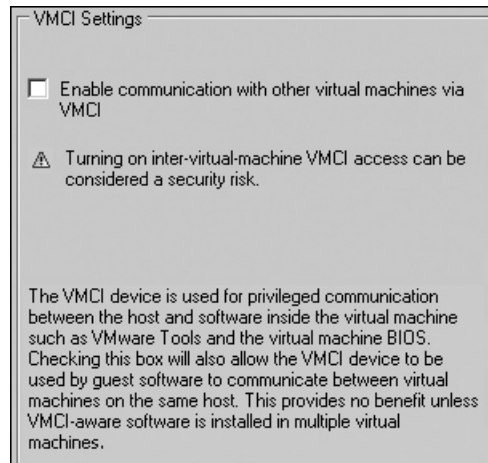 VMCI Settings
Enable communication with other virtual machines via
VMCI
Turning on inter-virtual-machine VMCI access can be
considered a security risk.
The VMCI device is used for privileged communication
between the host and software inside the virtual machine
such as VMware Tools and the virtual machine BIOS.
Checking this box will also allow the VMCI device to be
used by guest software to communicate between virtual
machines on the same host. This provides no benefit unless
VMCI-aware software is installed in multiple virtual
machines.